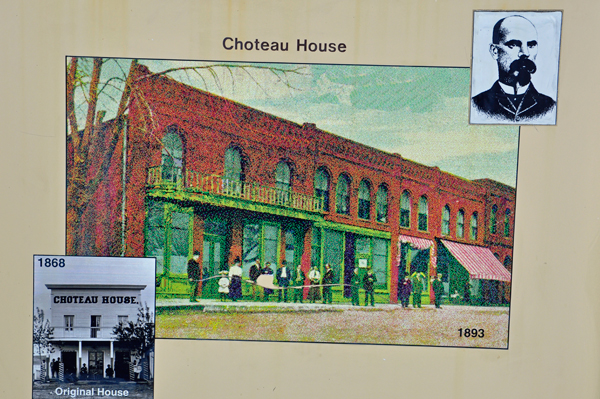 Choteau House
1893
1868
CHOTEAU HOUSE.
Original House